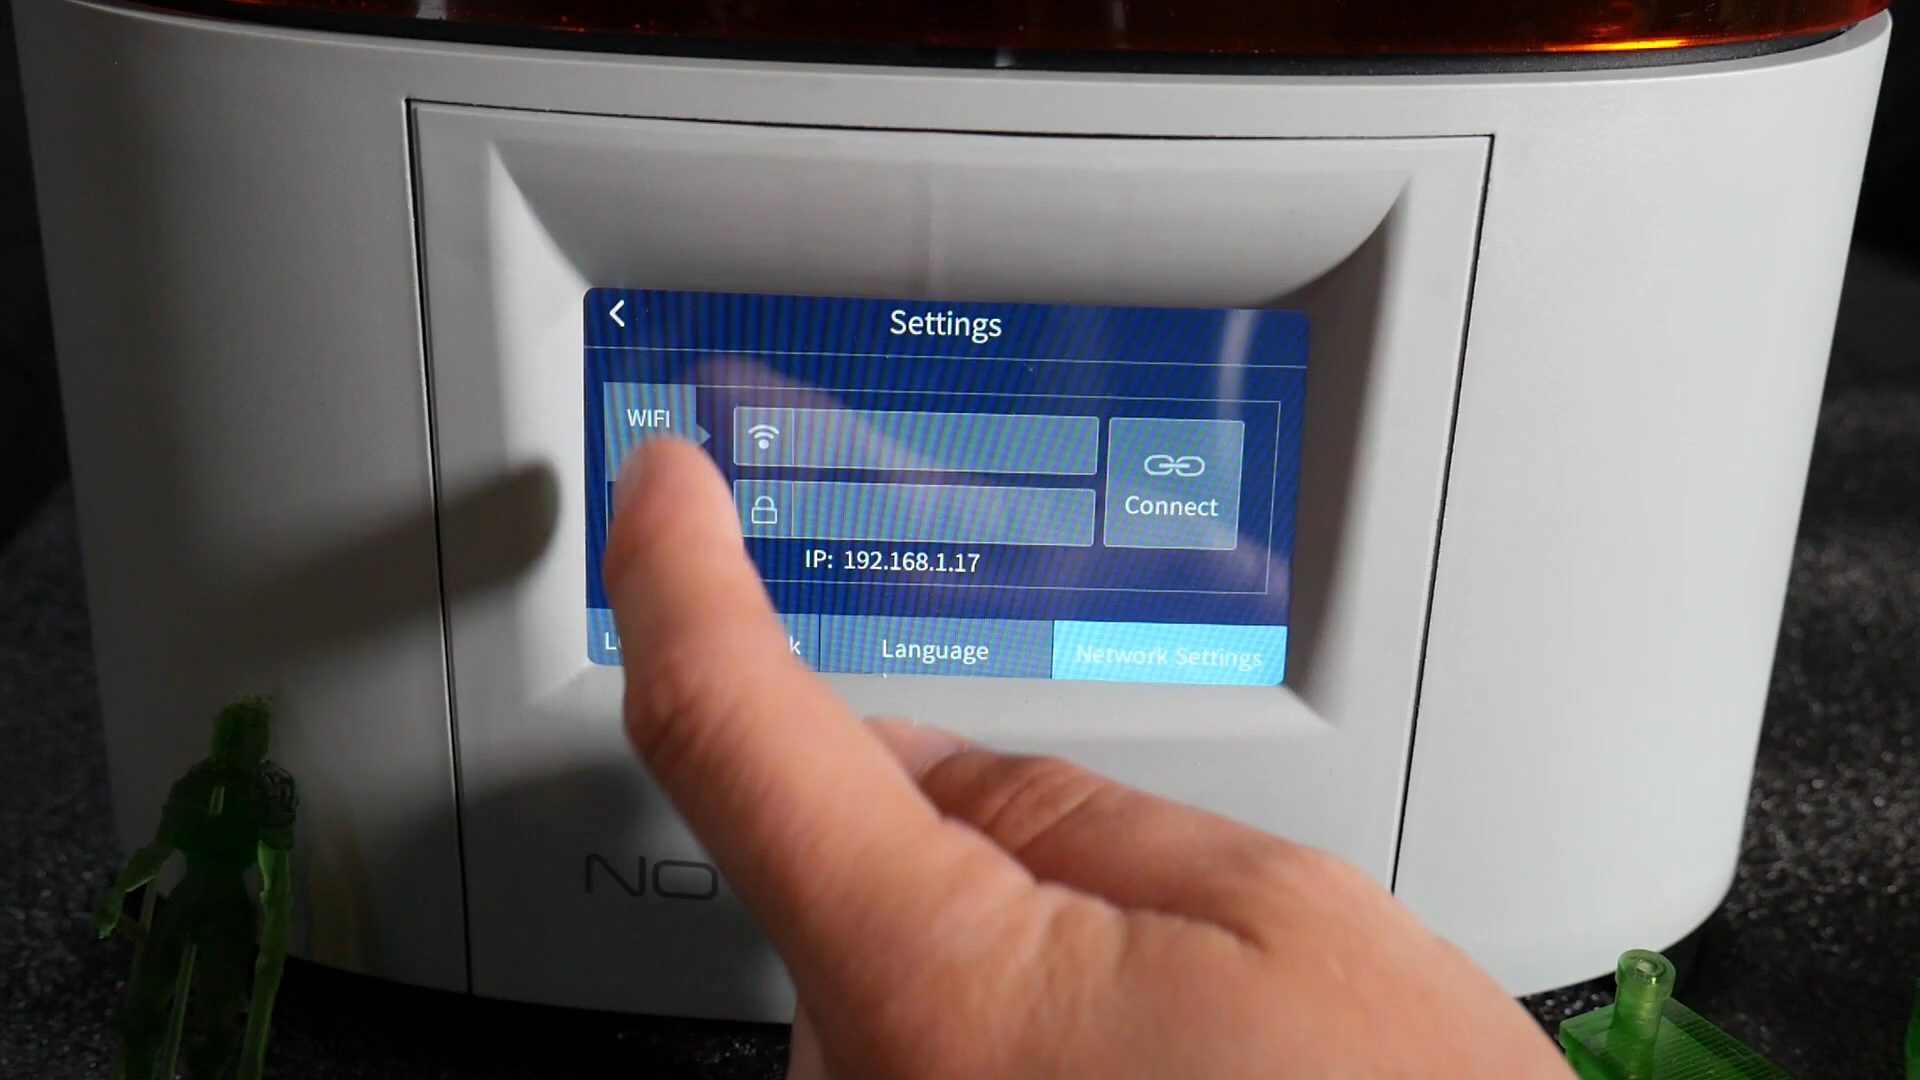 Settings
WIFI
Connect
IP: 192.168.1.17
Language
Network Settings
NO